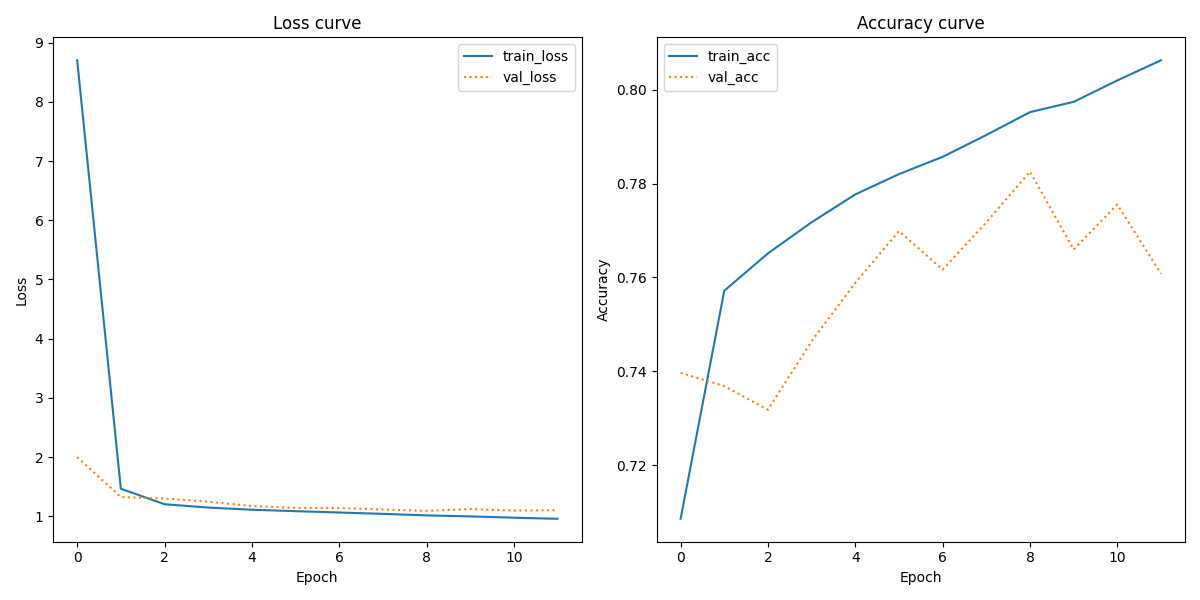 Loss curve
9
8
7
6
5
4
3
2
1
Loss
0 2 4 6 8 10
Epoch
train_loss
val_loss
Accuracy curve
0.80
0.78
0.76
0.74
0.72
Accuracy
0 2 4 6 8 10
Epoch
train_acc
val_acc